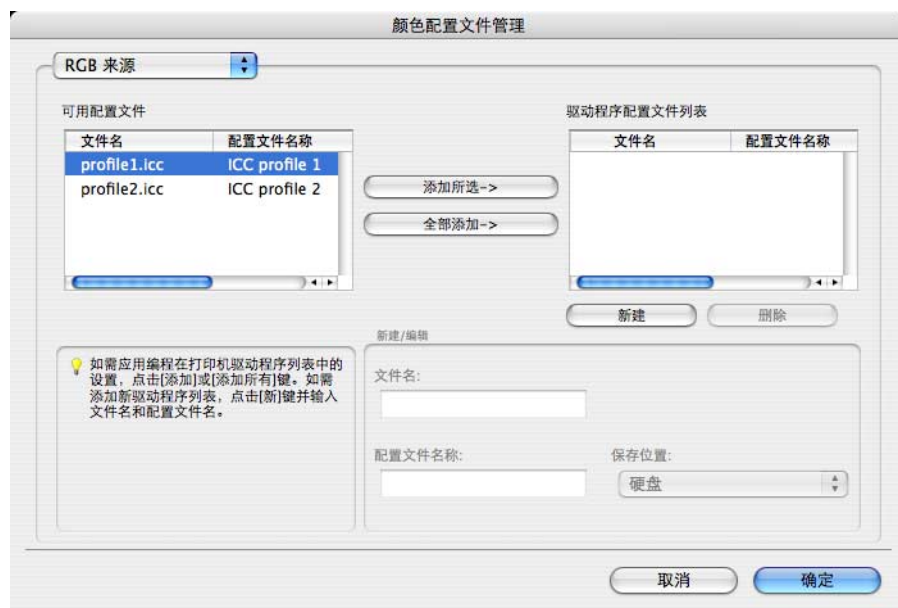 颜色配置文件管理
RGB 来源
可用配置文件
文件名 配置文件名称
profile1.icc ICC profile 1
profile2.icc ICC profile 2
添加所选->
全部添加->
驱动程序配置文件列表
文件名 配置文件名称
新建 删除
如需应用编程在打印机驱动程序列表中的
设置，点击[添加]或[添加所有]键。如需
添加新驱动程序列表，点击[新]键并输入
文件名和配置文件名。
新建/编辑
文件名:
配置文件名称:
保存位置:
硬盘
取消 确定